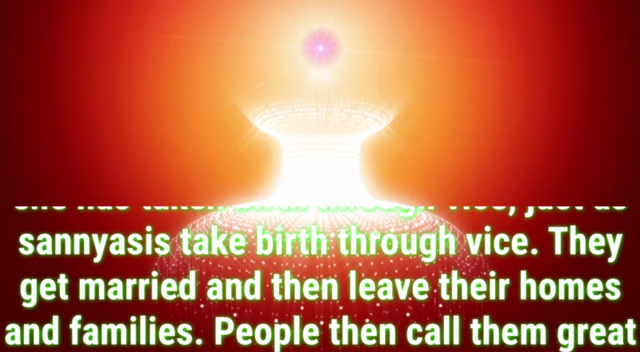 sannyasis take birth through vice. They
get married and then leave their homes
and families. People then call them great